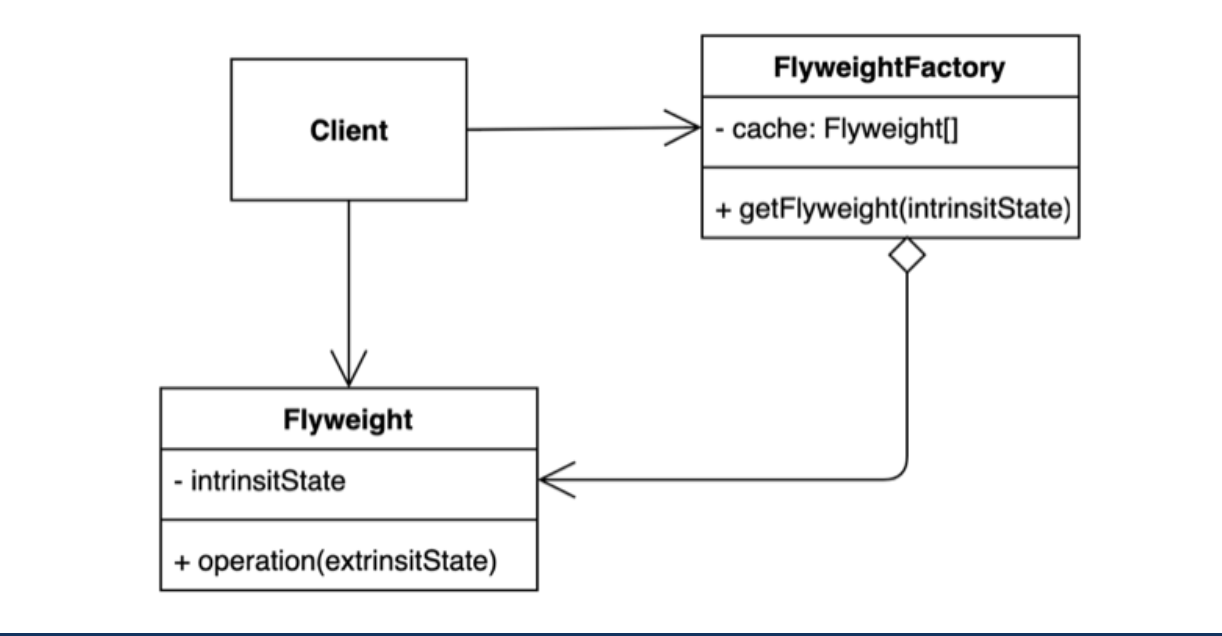 Client
FlyweightFactory
- cache: Flyweight[]
+ getFlyweight(intrinsitState)
Flyweight
- intrinsitState
+ operation(extrinsitState)